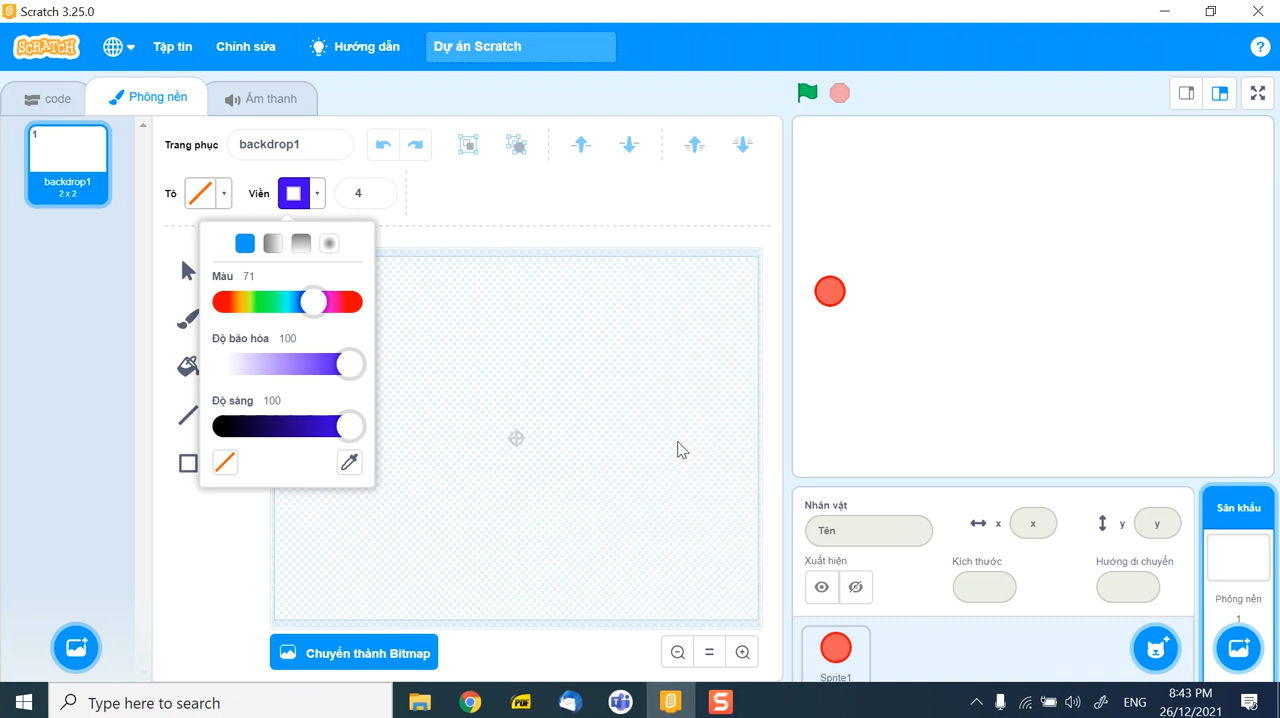 Scratch 3.25.0
SCRATCH
Tập tin
Chỉnh sửa
Hướng dẫn
Dự án Scratch
?
code
Phông nền
Âm thanh
1
backdrop1
2 x 2
Trang phục
backdrop1
Tô
Viền
4
Màu 71
Độ bão hòa 100
Độ sáng 100
Chuyển thành Bitmap
Nhân vật
Tên
x
x
y
y
Xuất hiện
Kích thước
Hướng di chuyển
Sprite1
Sân khấu
Phông nền
1
Type here to search
PDF
ENG
8:43 PM
26/12/2021